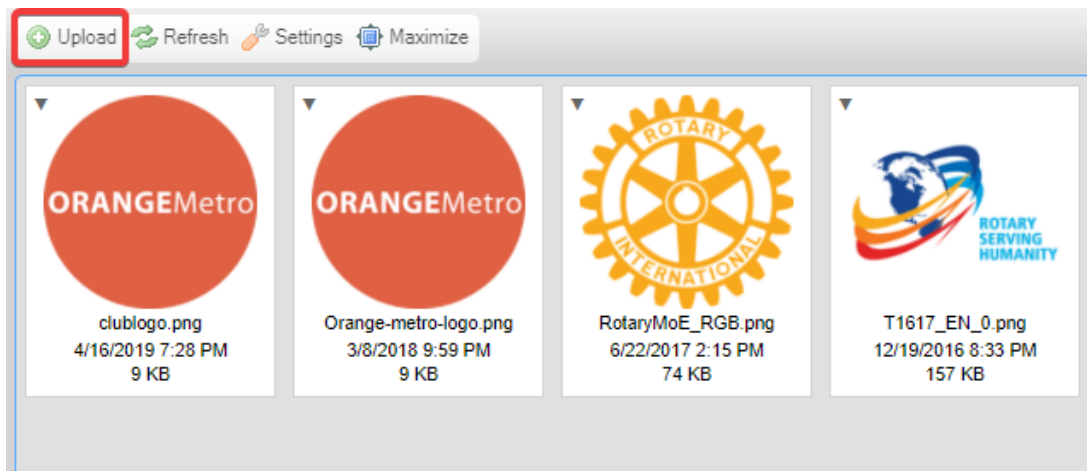 Upload Refresh Settings Maximize
ORANGEMetro
ORANGEMetro
ROTARY
INTERNATIONAL
ROTARY
SERVING
HUMANITY
clublogo.png
4/16/2019 7:28 PM
9 KB
Orange-metro-logo.png
3/8/2018 9:59 PM
9 KB
RotaryMoE_RGB.png
6/22/2017 2:15 PM
74 KB
T1617_EN_0.png
12/19/2016 8:33 PM
157 KB